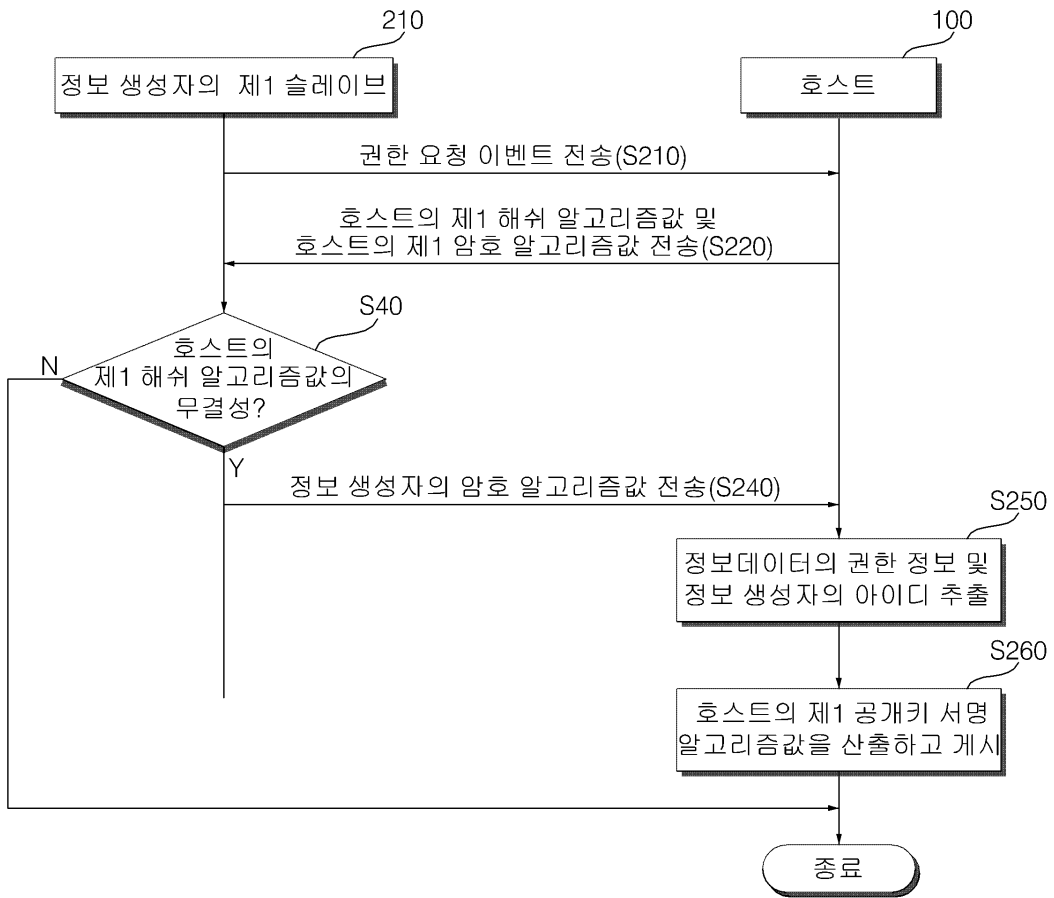 210
100
정보 생성자의 제1 슬레이브
호스트
권한 요청 이벤트 전송(S210)
호스트의 제1 해쉬 알고리즘값 및
호스트의 제1 암호 알고리즘값 전송(S220)
S40
호스트의
제1 해쉬 알고리즘값의
무결성?
N
Y
정보 생성자의 암호 알고리즘값 전송(S240)
S250
정보데이터의 권한 정보 및
정보 생성자의 아이디 추출
S260
호스트의 제1 공개키 서명
알고리즘값을 산출하고 게시
종료